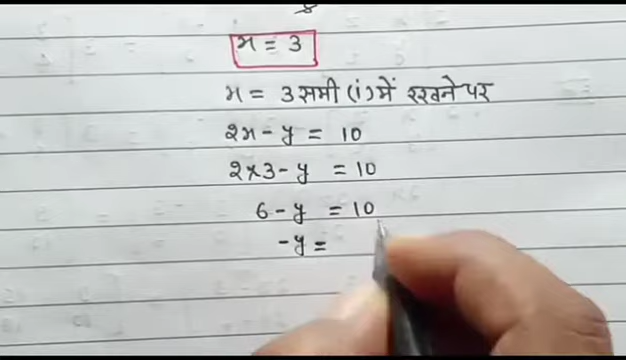 x = 3
x = 3 समी (i) में रखने पर
2x - y = 10
2×3 - y = 10
6 - y = 10
-y =